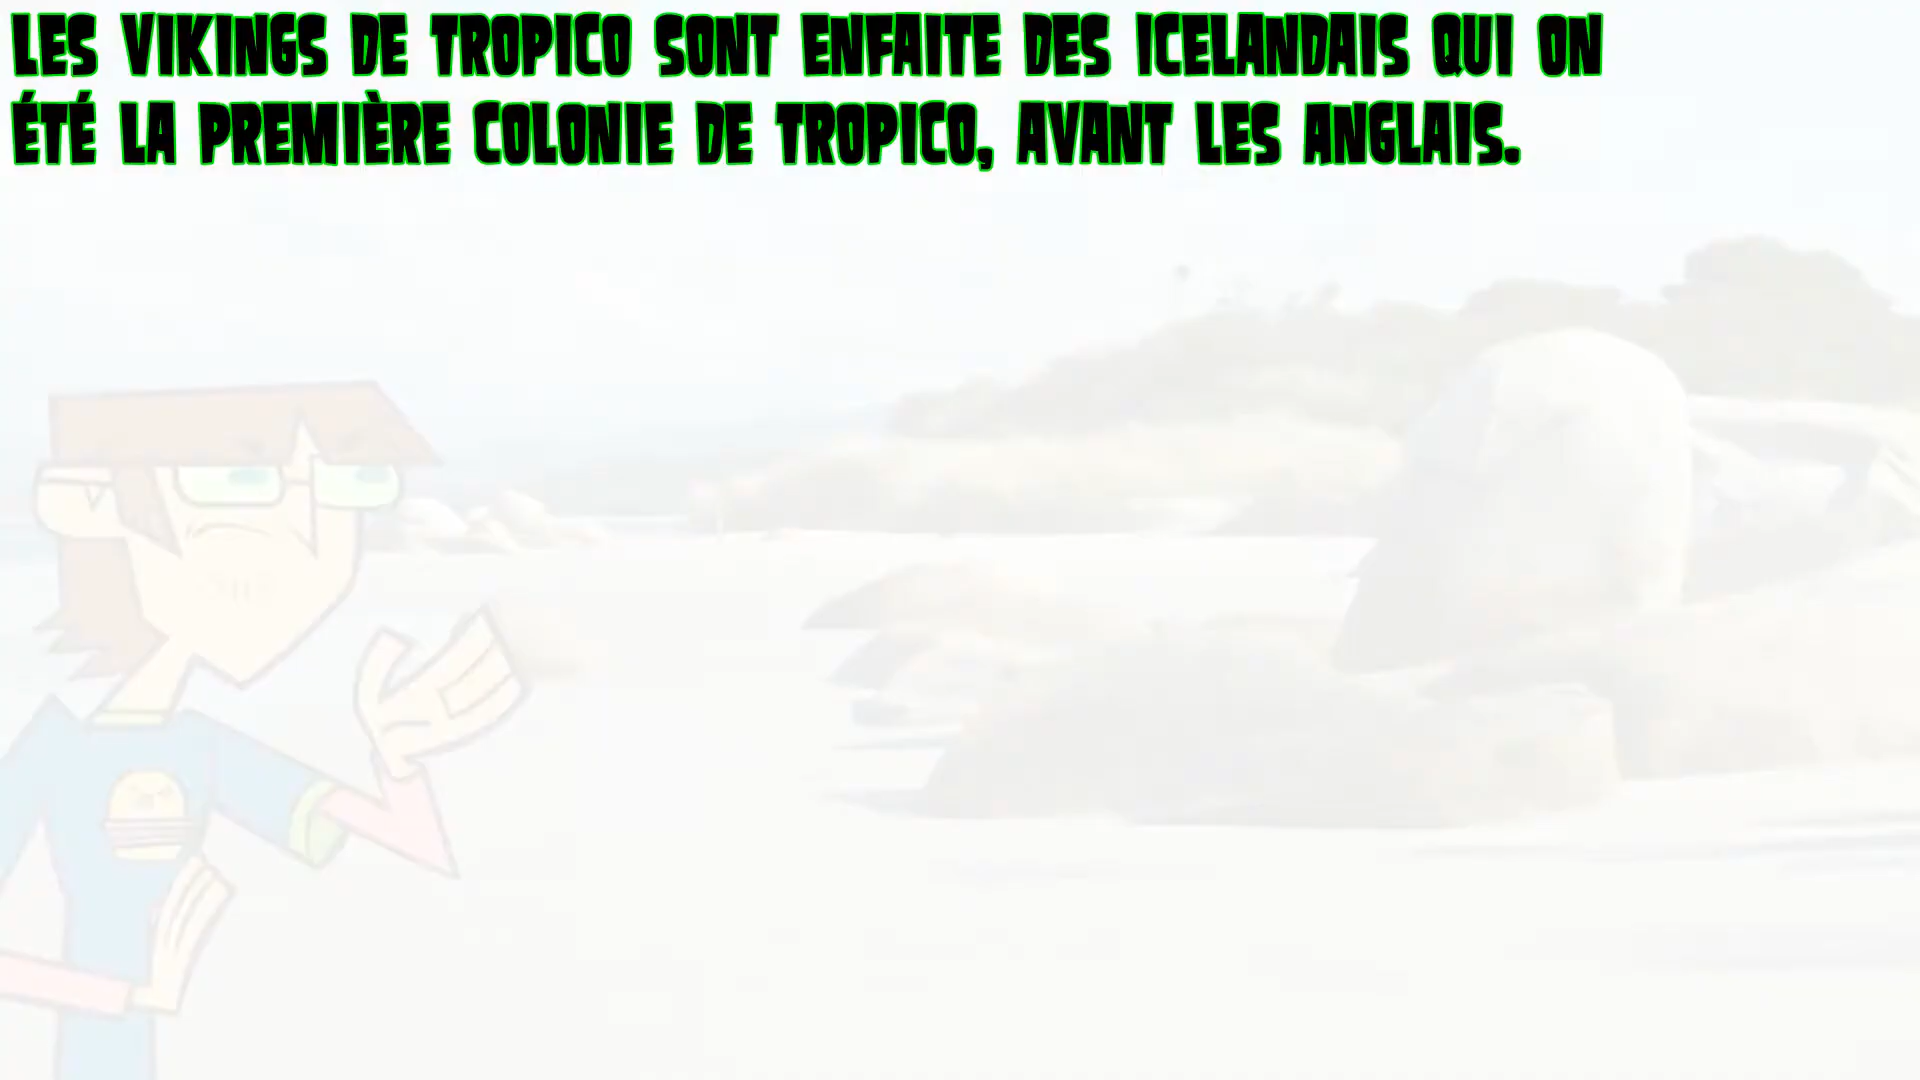 LES VIKINGS DE TROPICO SONT ENFAITE DES ICELANDAIS QUI ON
ÉTÉ LA PREMIÈRE COLONIE DE TROPICO, AVANT LES ANGLAIS.